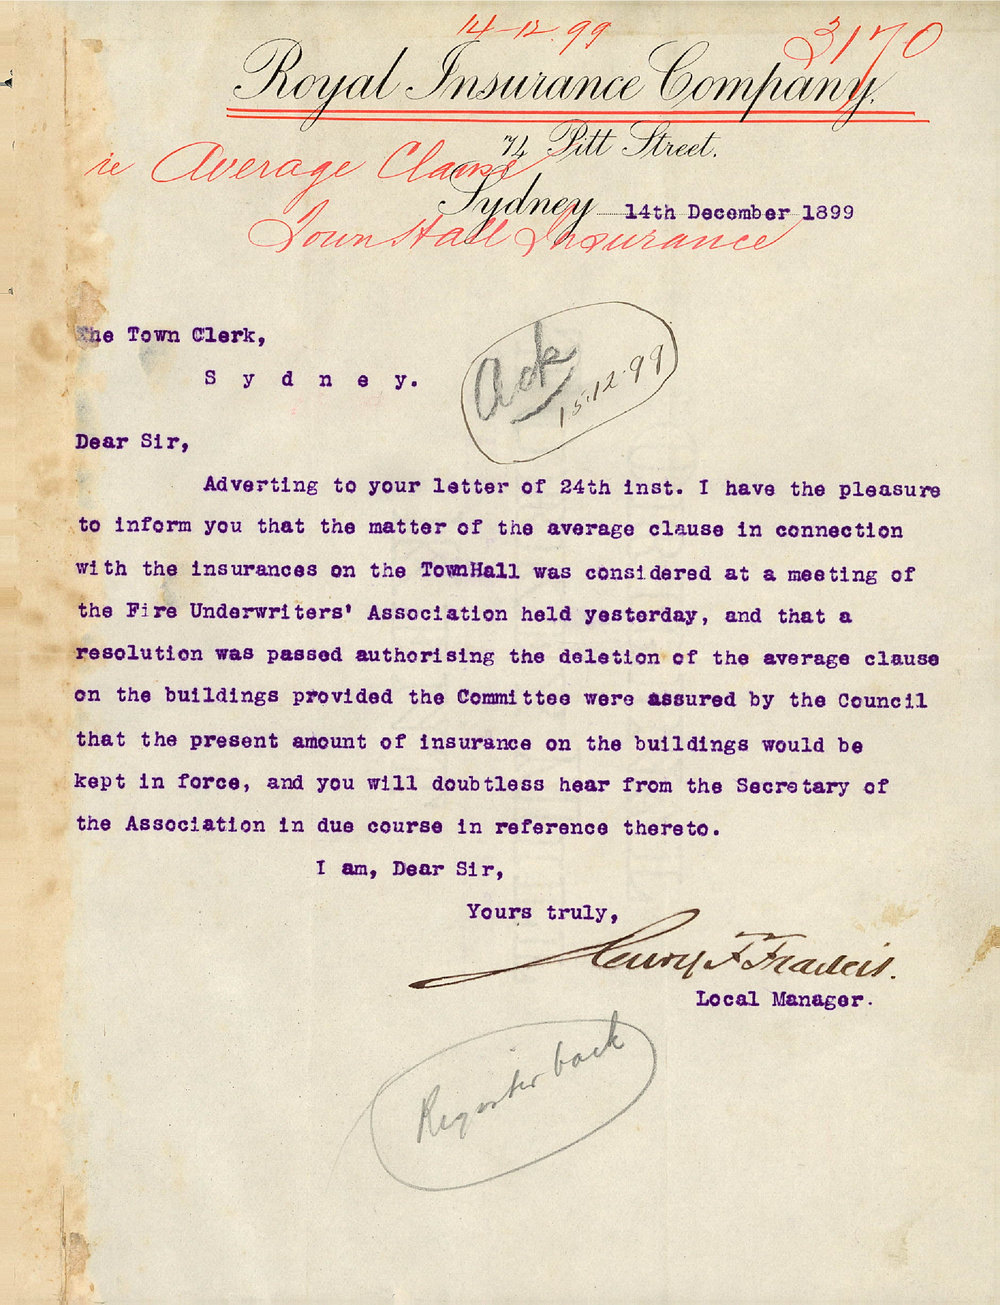 14-12-99
3170
Royal Insurance Company.
74 Pitt Street.
re Average Clause
Sydney 14th December 1899
Town Hall Insurance
The Town Clerk,
S y d n e y.
Ack
15.12.99
Dear Sir,
Adverting to your letter of 24th inst. I have the pleasure
to inform you that the matter of the average clause in connection
with the insurances on the TownHall was considered at a meeting of
the Fire Underwriters' Association held yesterday, and that a
resolution was passed authorising the deletion of the average clause
on the buildings provided the Committee were assured by the Council
that the present amount of insurance on the buildings would be
kept in force, and you will doubtless hear from the Secretary of
the Association in due course in reference thereto.
I am, Dear Sir,
Yours truly,
Henry F Francis.
Local Manager.
Register back